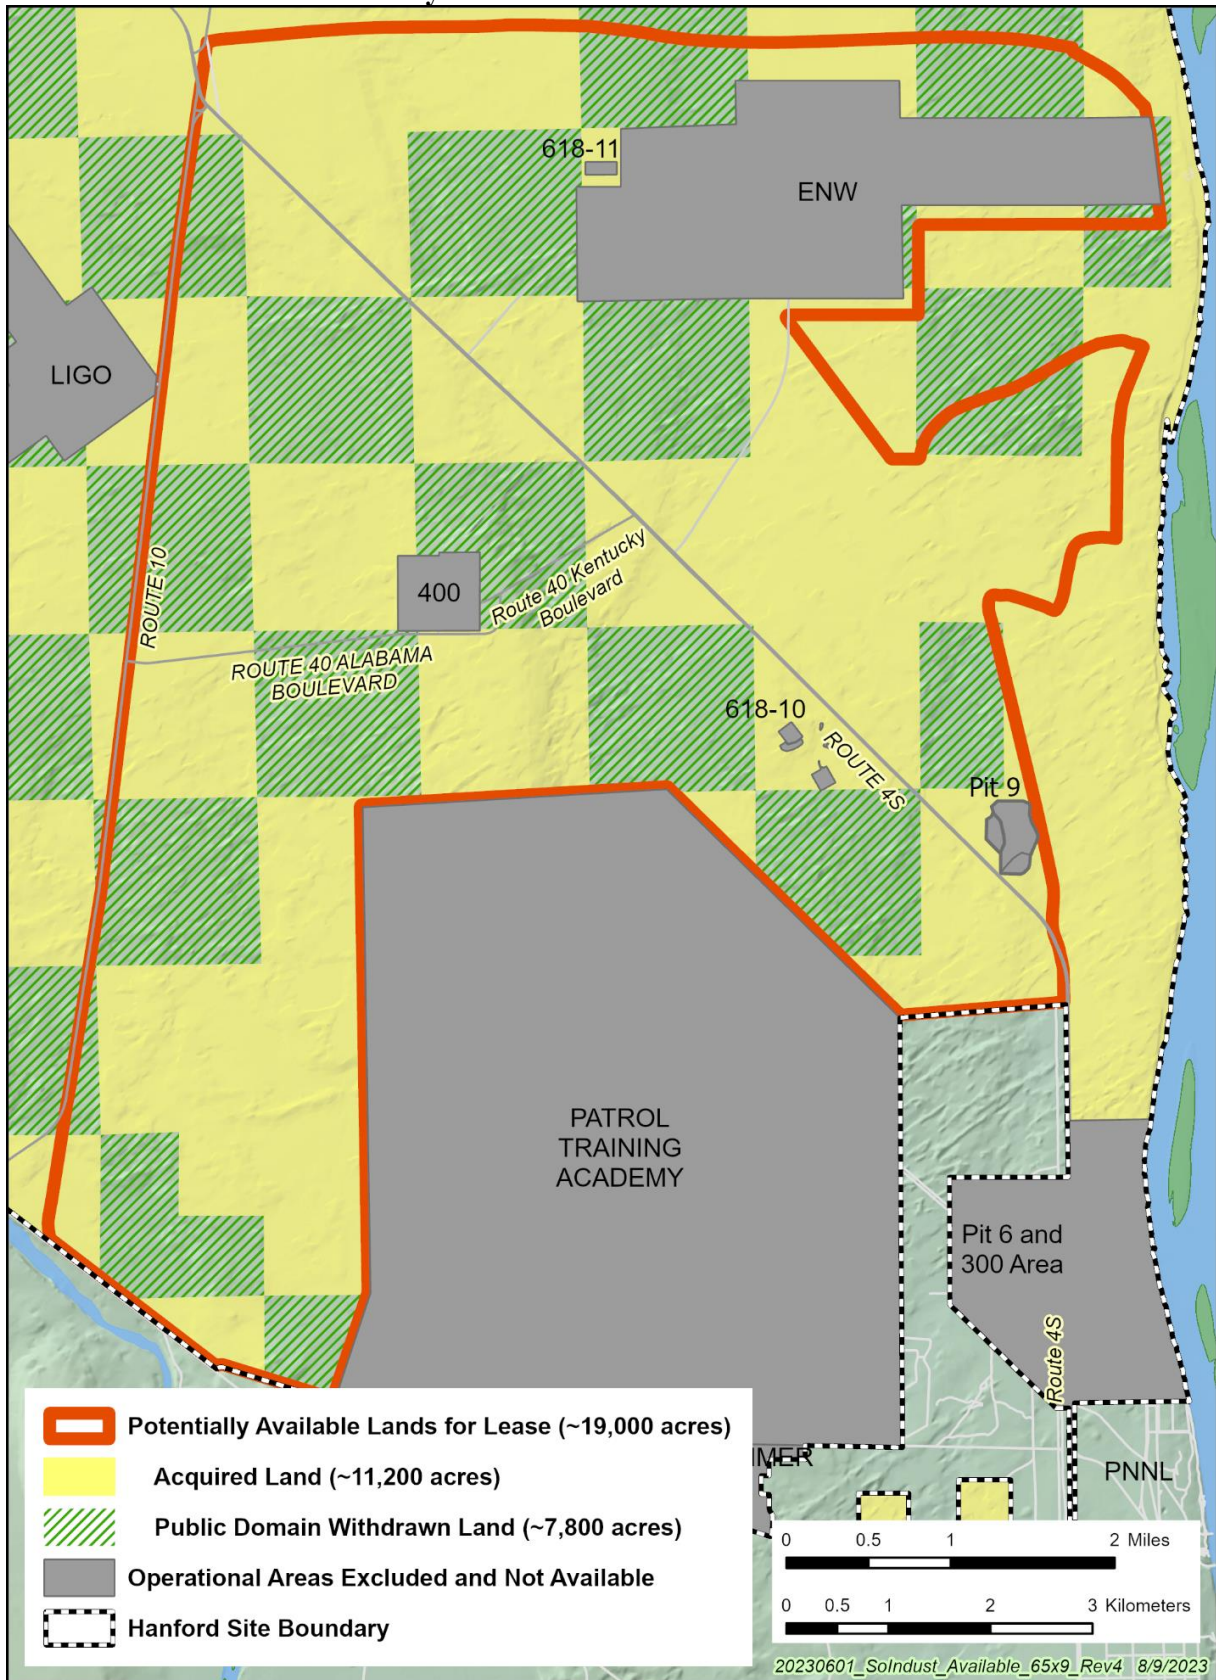 618-11
ENW
LIGO
ROUTE 10
400
Route 40 Kentucky
Boulevard
ROUTE 40 ALABAMA
BOULEVARD
618-10
ROUTE 4S
Pit 9
PATROL
TRAINING
ACADEMY
Pit 6 and
300 Area
Route 4S
PNNL
Potentially Available Lands for Lease (~19,000 acres)
Acquired Land (~11,200 acres)
Public Domain Withdrawn Land (~7,800 acres)
Operational Areas Excluded and Not Available
Hanford Site Boundary
0 0.5 1 2 Miles
0 0.5 1 2 3 Kilometers
20230601_SolIndust_Available_65x9_Rev4 8/9/2023